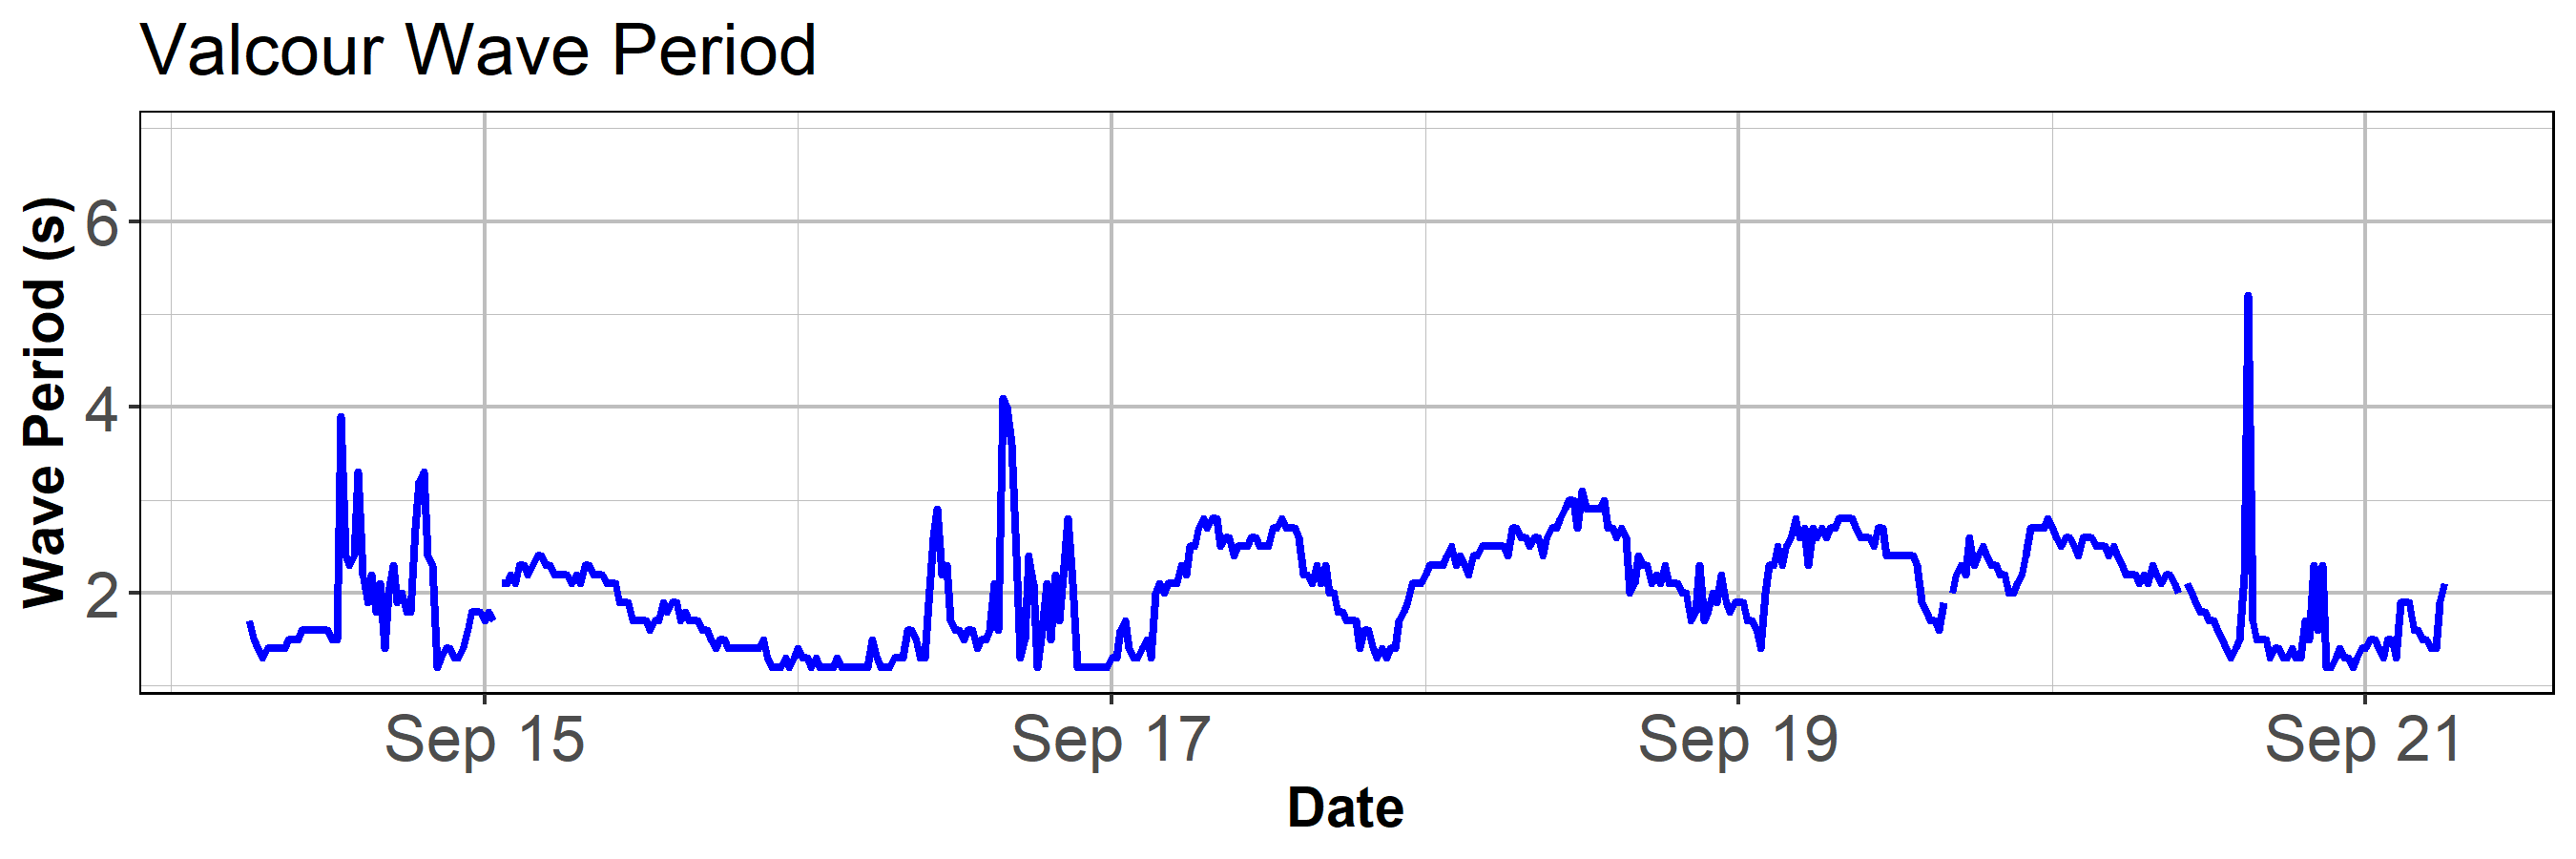 Valcour Wave Period
Wave Period (s)
6
4
2
Sep 15 Sep 17 Sep 19 Sep 21
Date